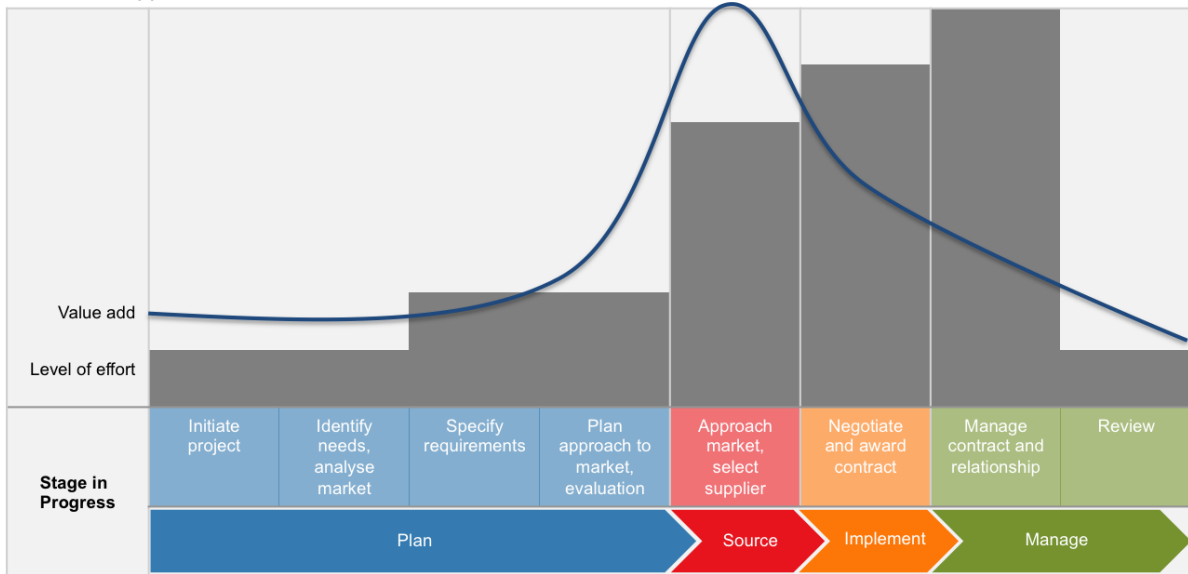 Value add
Level of effort
Stage in
Progress
Initiate
project
Identify
needs,
analyse
market
Specify
requirements
Plan
approach to
market,
evaluation
Approach
market,
select
supplier
Negotiate
and award
contract
Manage
contract and
relationship
Review
Plan
Source
Implement
Manage